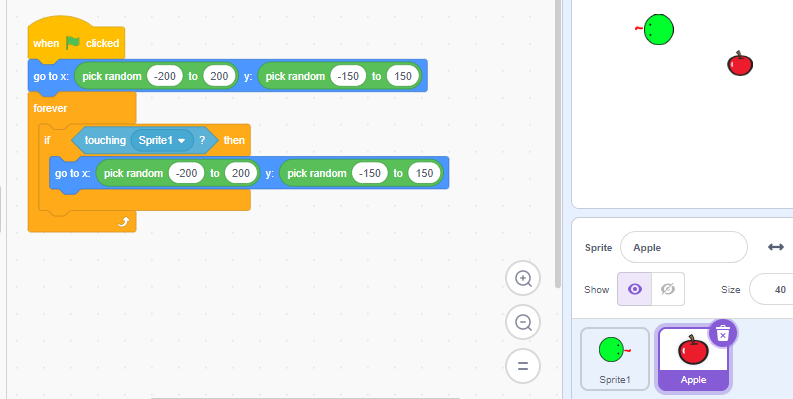 when clicked
go to x: pick random -200 to 200 y: pick random -150 to 150
forever
if touching Sprite1 ? then
go to x: pick random -200 to 200 y: pick random -150 to 150
Sprite Apple
Show Size 40
Sprite1
Apple